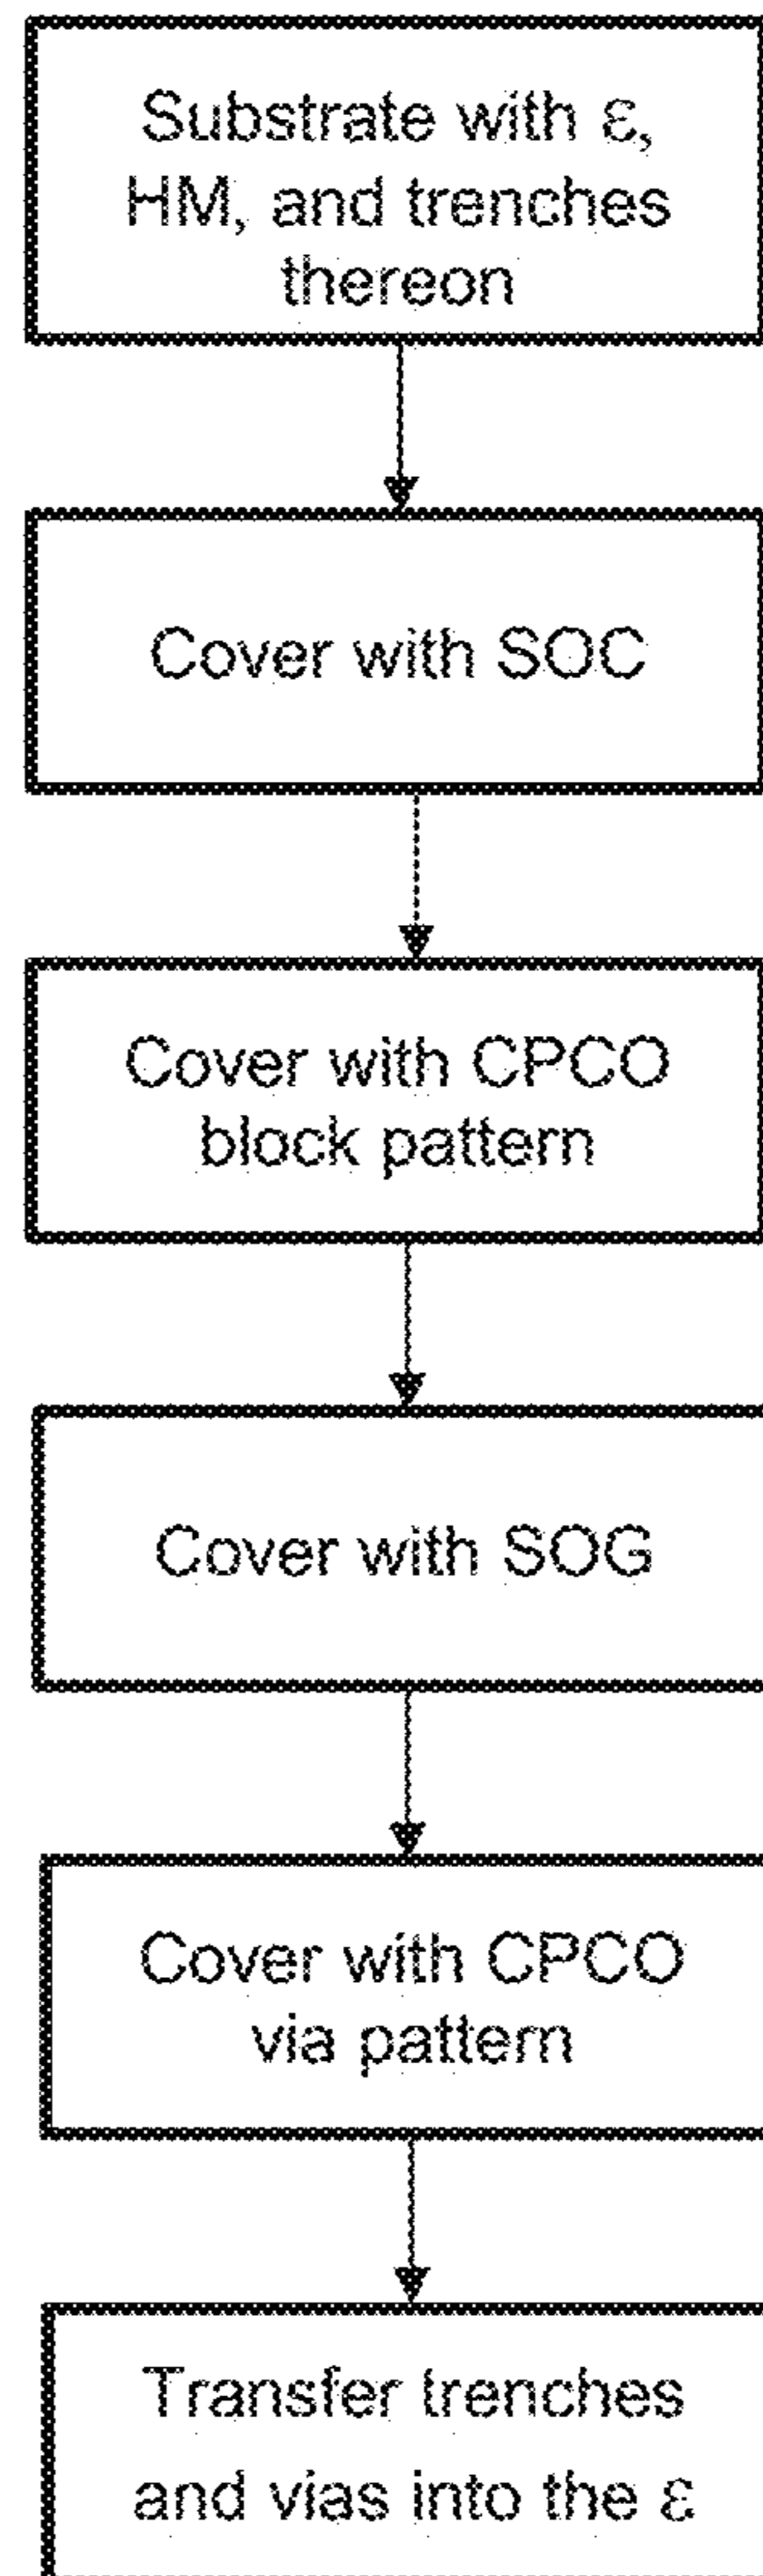 Substrate with ε,
HM, and trenches
thereon
Cover with SOC
Cover with CPCO
block pattern
Cover with SOG
Cover with CPCO
via pattern
Transfer trenches
and vias into the ε